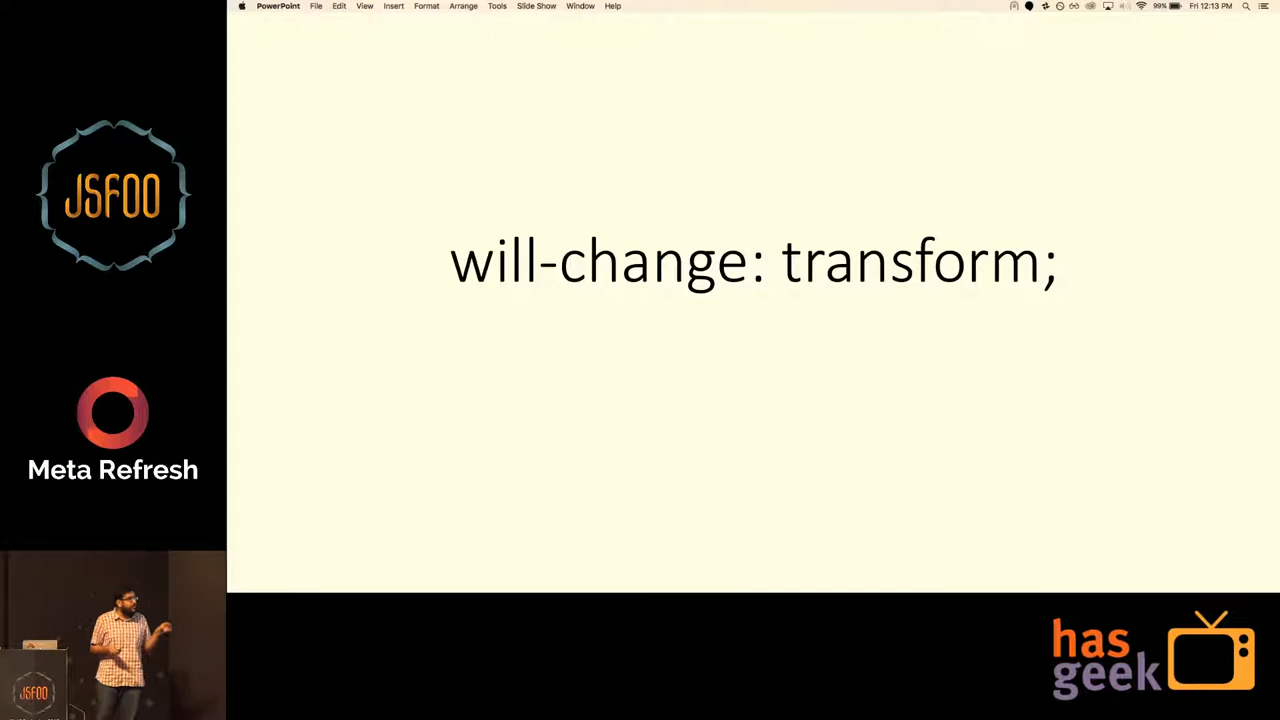 PowerPoint File Edit View Insert Format Arrange Tools Slide Show Window Help 99% Fri 12:13 PM
JSFOO
will-change: transform;
Meta Refresh
JSFOO
has
geek